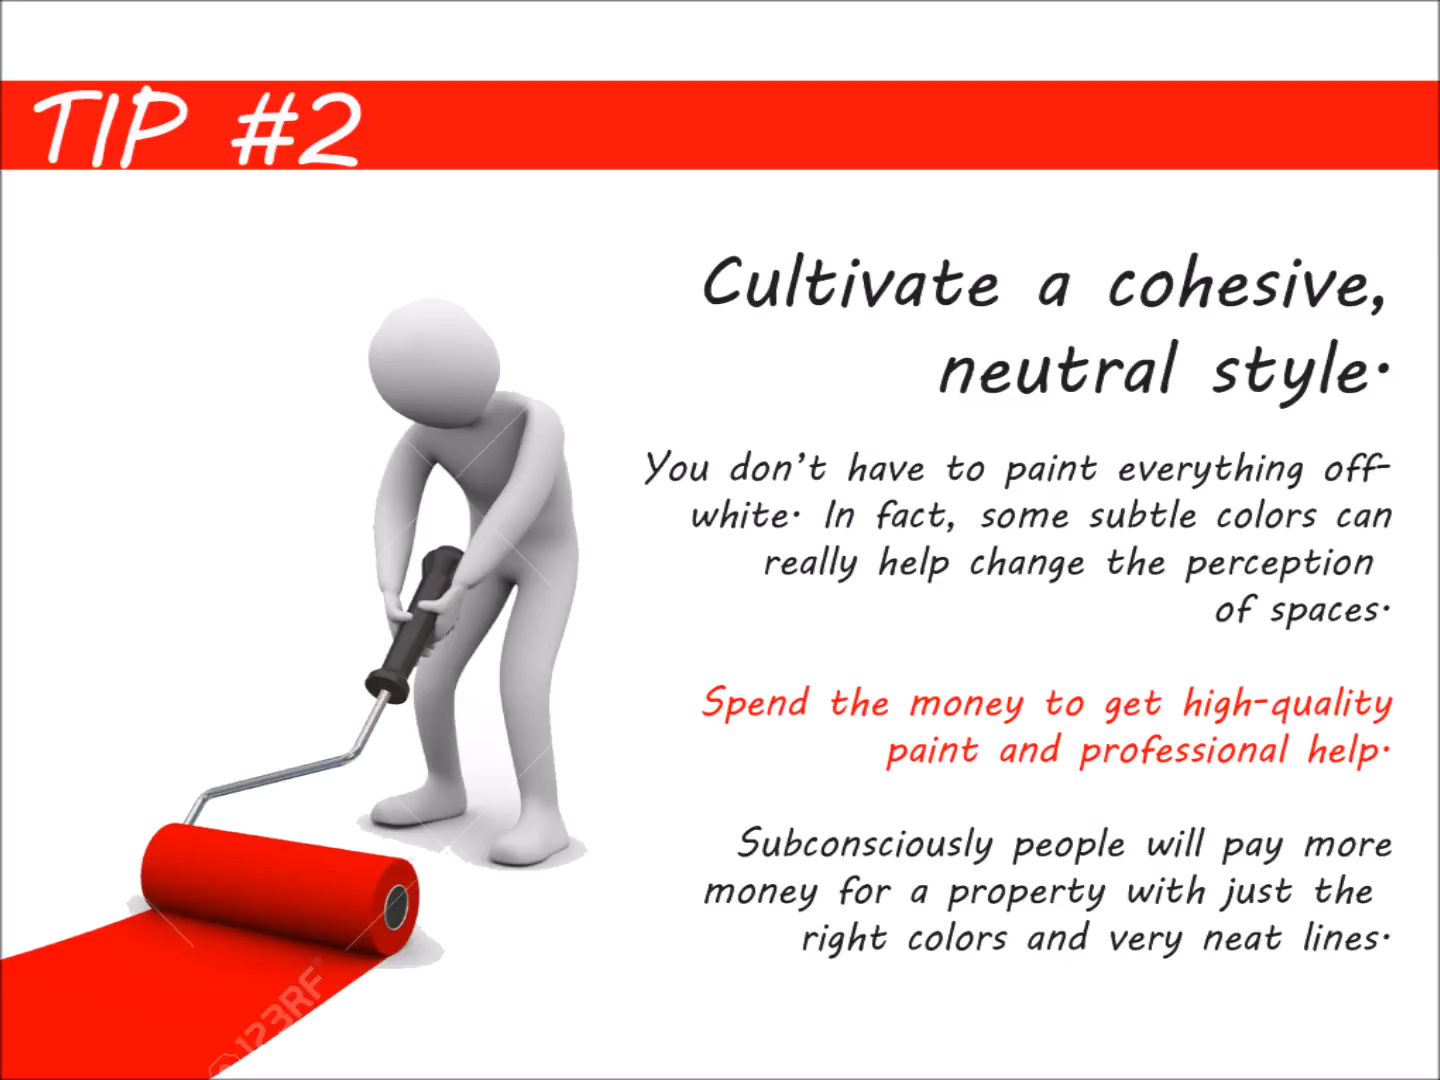 TIP #2
Cultivate a cohesive,
neutral style.
You don't have to paint everything off-
white. In fact, some subtle colors can
really help change the perception
of spaces.
Spend the money to get high-quality
paint and professional help.
Subconsciously people will pay more
money for a property with just the
right colors and very neat lines.
123RF